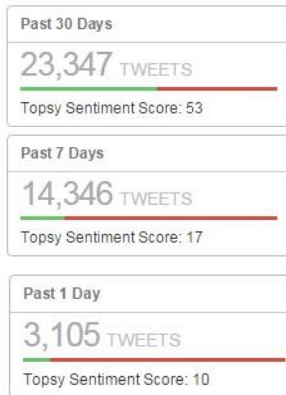 Past 30 Days
23,347 TWEETS
Topsy Sentiment Score: 53
Past 7 Days
14,346 TWEETS
Topsy Sentiment Score: 17
Past 1 Day
3,105 TWEETS
Topsy Sentiment Score: 10